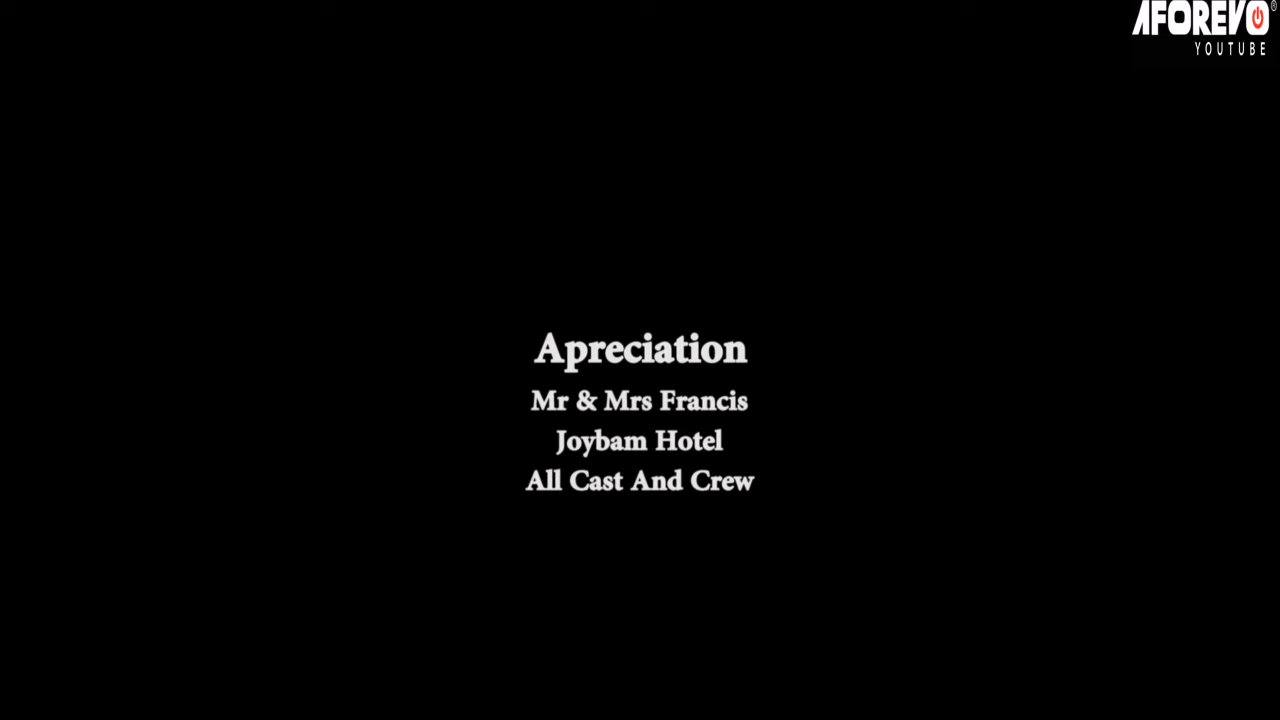 AFOREVO
YOUTUBE
Apreciation
Mr & Mrs Francis
Joybam Hotel
All Cast And Crew